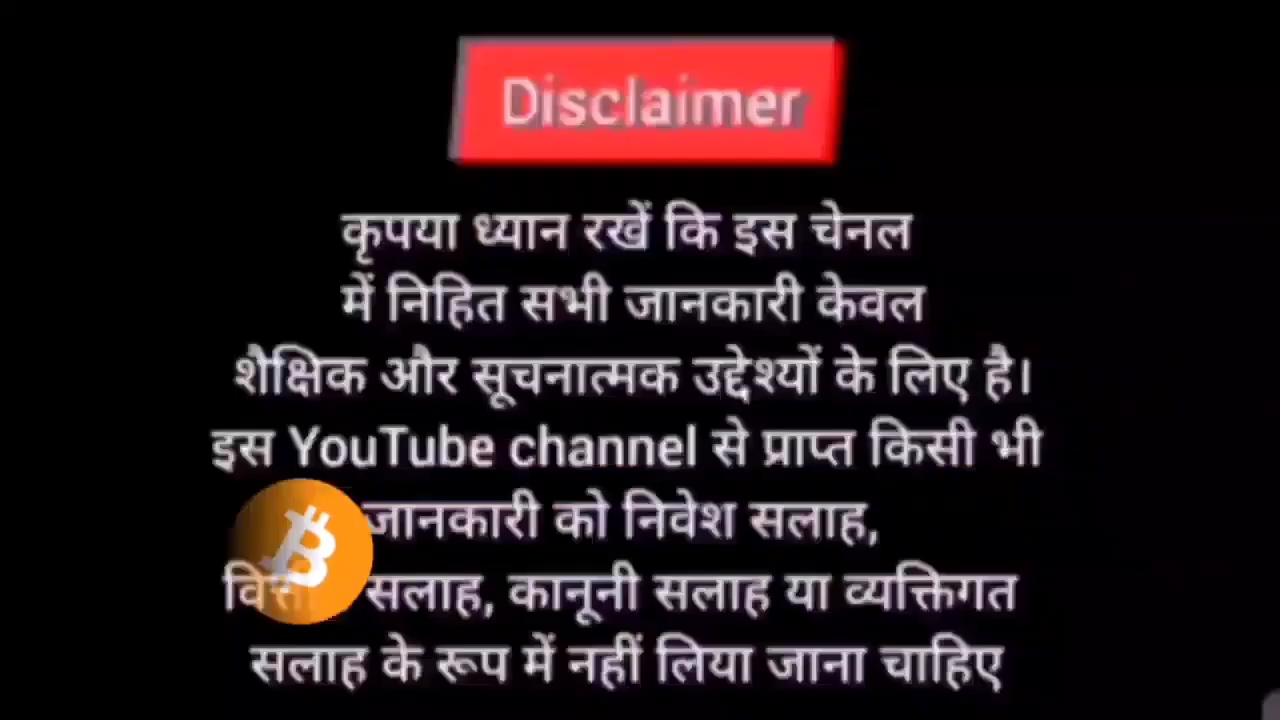 Disclaimer
कृपया ध्यान रखें कि इस चेनल
में निहित सभी जानकारी केवल
शैक्षिक और सूचनात्मक उद्देश्यों के लिए है।
इस YouTube channel से प्राप्त किसी भी
जानकारी को निवेश सलाह,
सलाह, कानूनी सलाह या व्यक्तिगत
सलाह के रूप में नहीं लिया जाना चाहिए